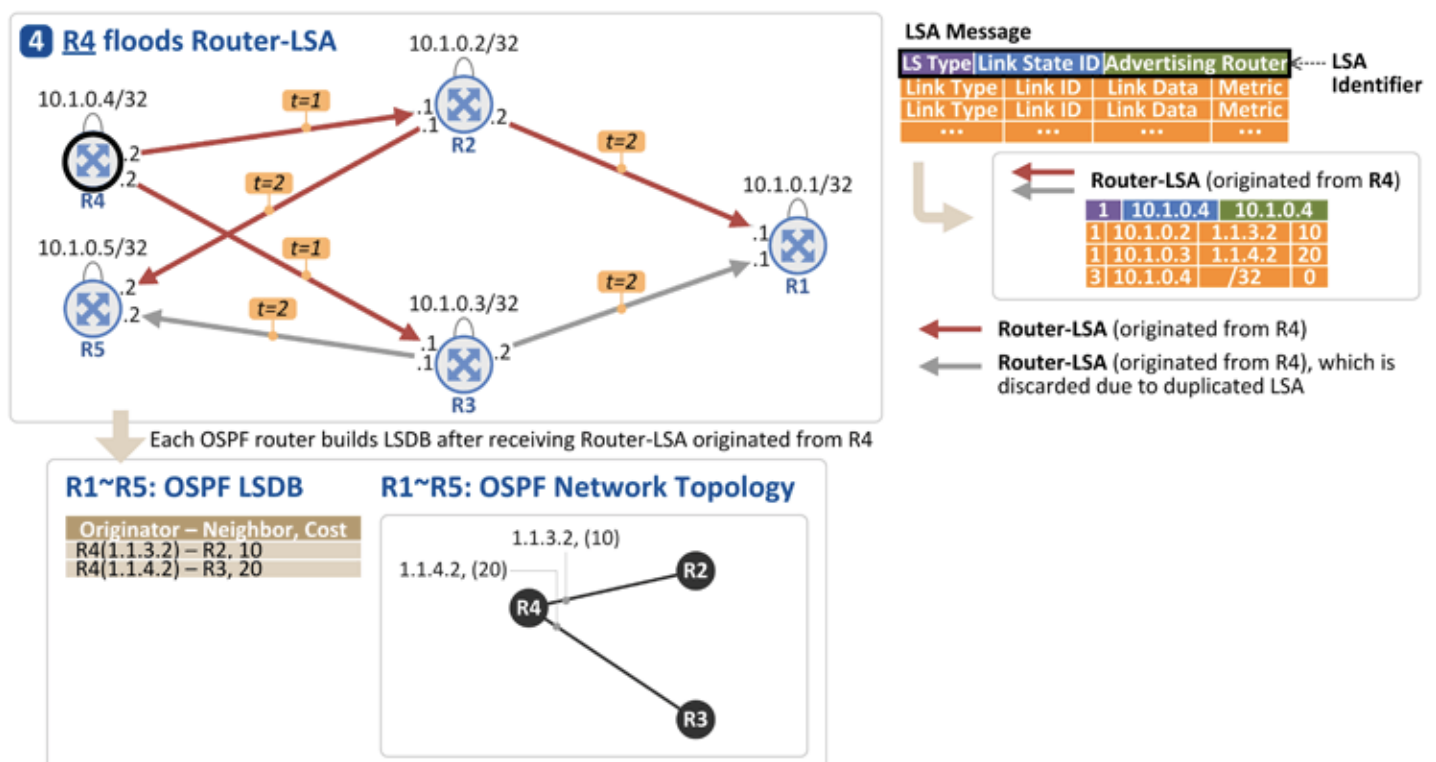 4 R4 floods Router-LSA
10.1.0.2/32
10.1.0.4/32
t=1
.1
.1
.2
R2
.2
.2
R4
t=2
t=2
10.1.0.1/32
10.1.0.5/32
t=1
.1
.1
R1
.2
.2
R5
t=2
10.1.0.3/32
t=2
.1
.1
.2
R3
LSA Message
LS Type Link State ID Advertising Router
LSA Identifier
Link Type Link ID Link Data Metric
Link Type Link ID Link Data Metric
... ... ... ...
Router-LSA (originated from R4)
1 10.1.0.4 10.1.0.4
1 10.1.0.2 1.1.3.2 10
1 10.1.0.3 1.1.4.2 20
3 10.1.0.4 /32 0
Router-LSA (originated from R4)
Router-LSA (originated from R4), which is
discarded due to duplicated LSA
Each OSPF router builds LSDB after receiving Router-LSA originated from R4
R1~R5: OSPF LSDB
Originator – Neighbor, Cost
R4(1.1.3.2) – R2, 10
R4(1.1.4.2) – R3, 20
R1~R5: OSPF Network Topology
1.1.3.2, (10)
1.1.4.2, (20)
R2
R4
R3